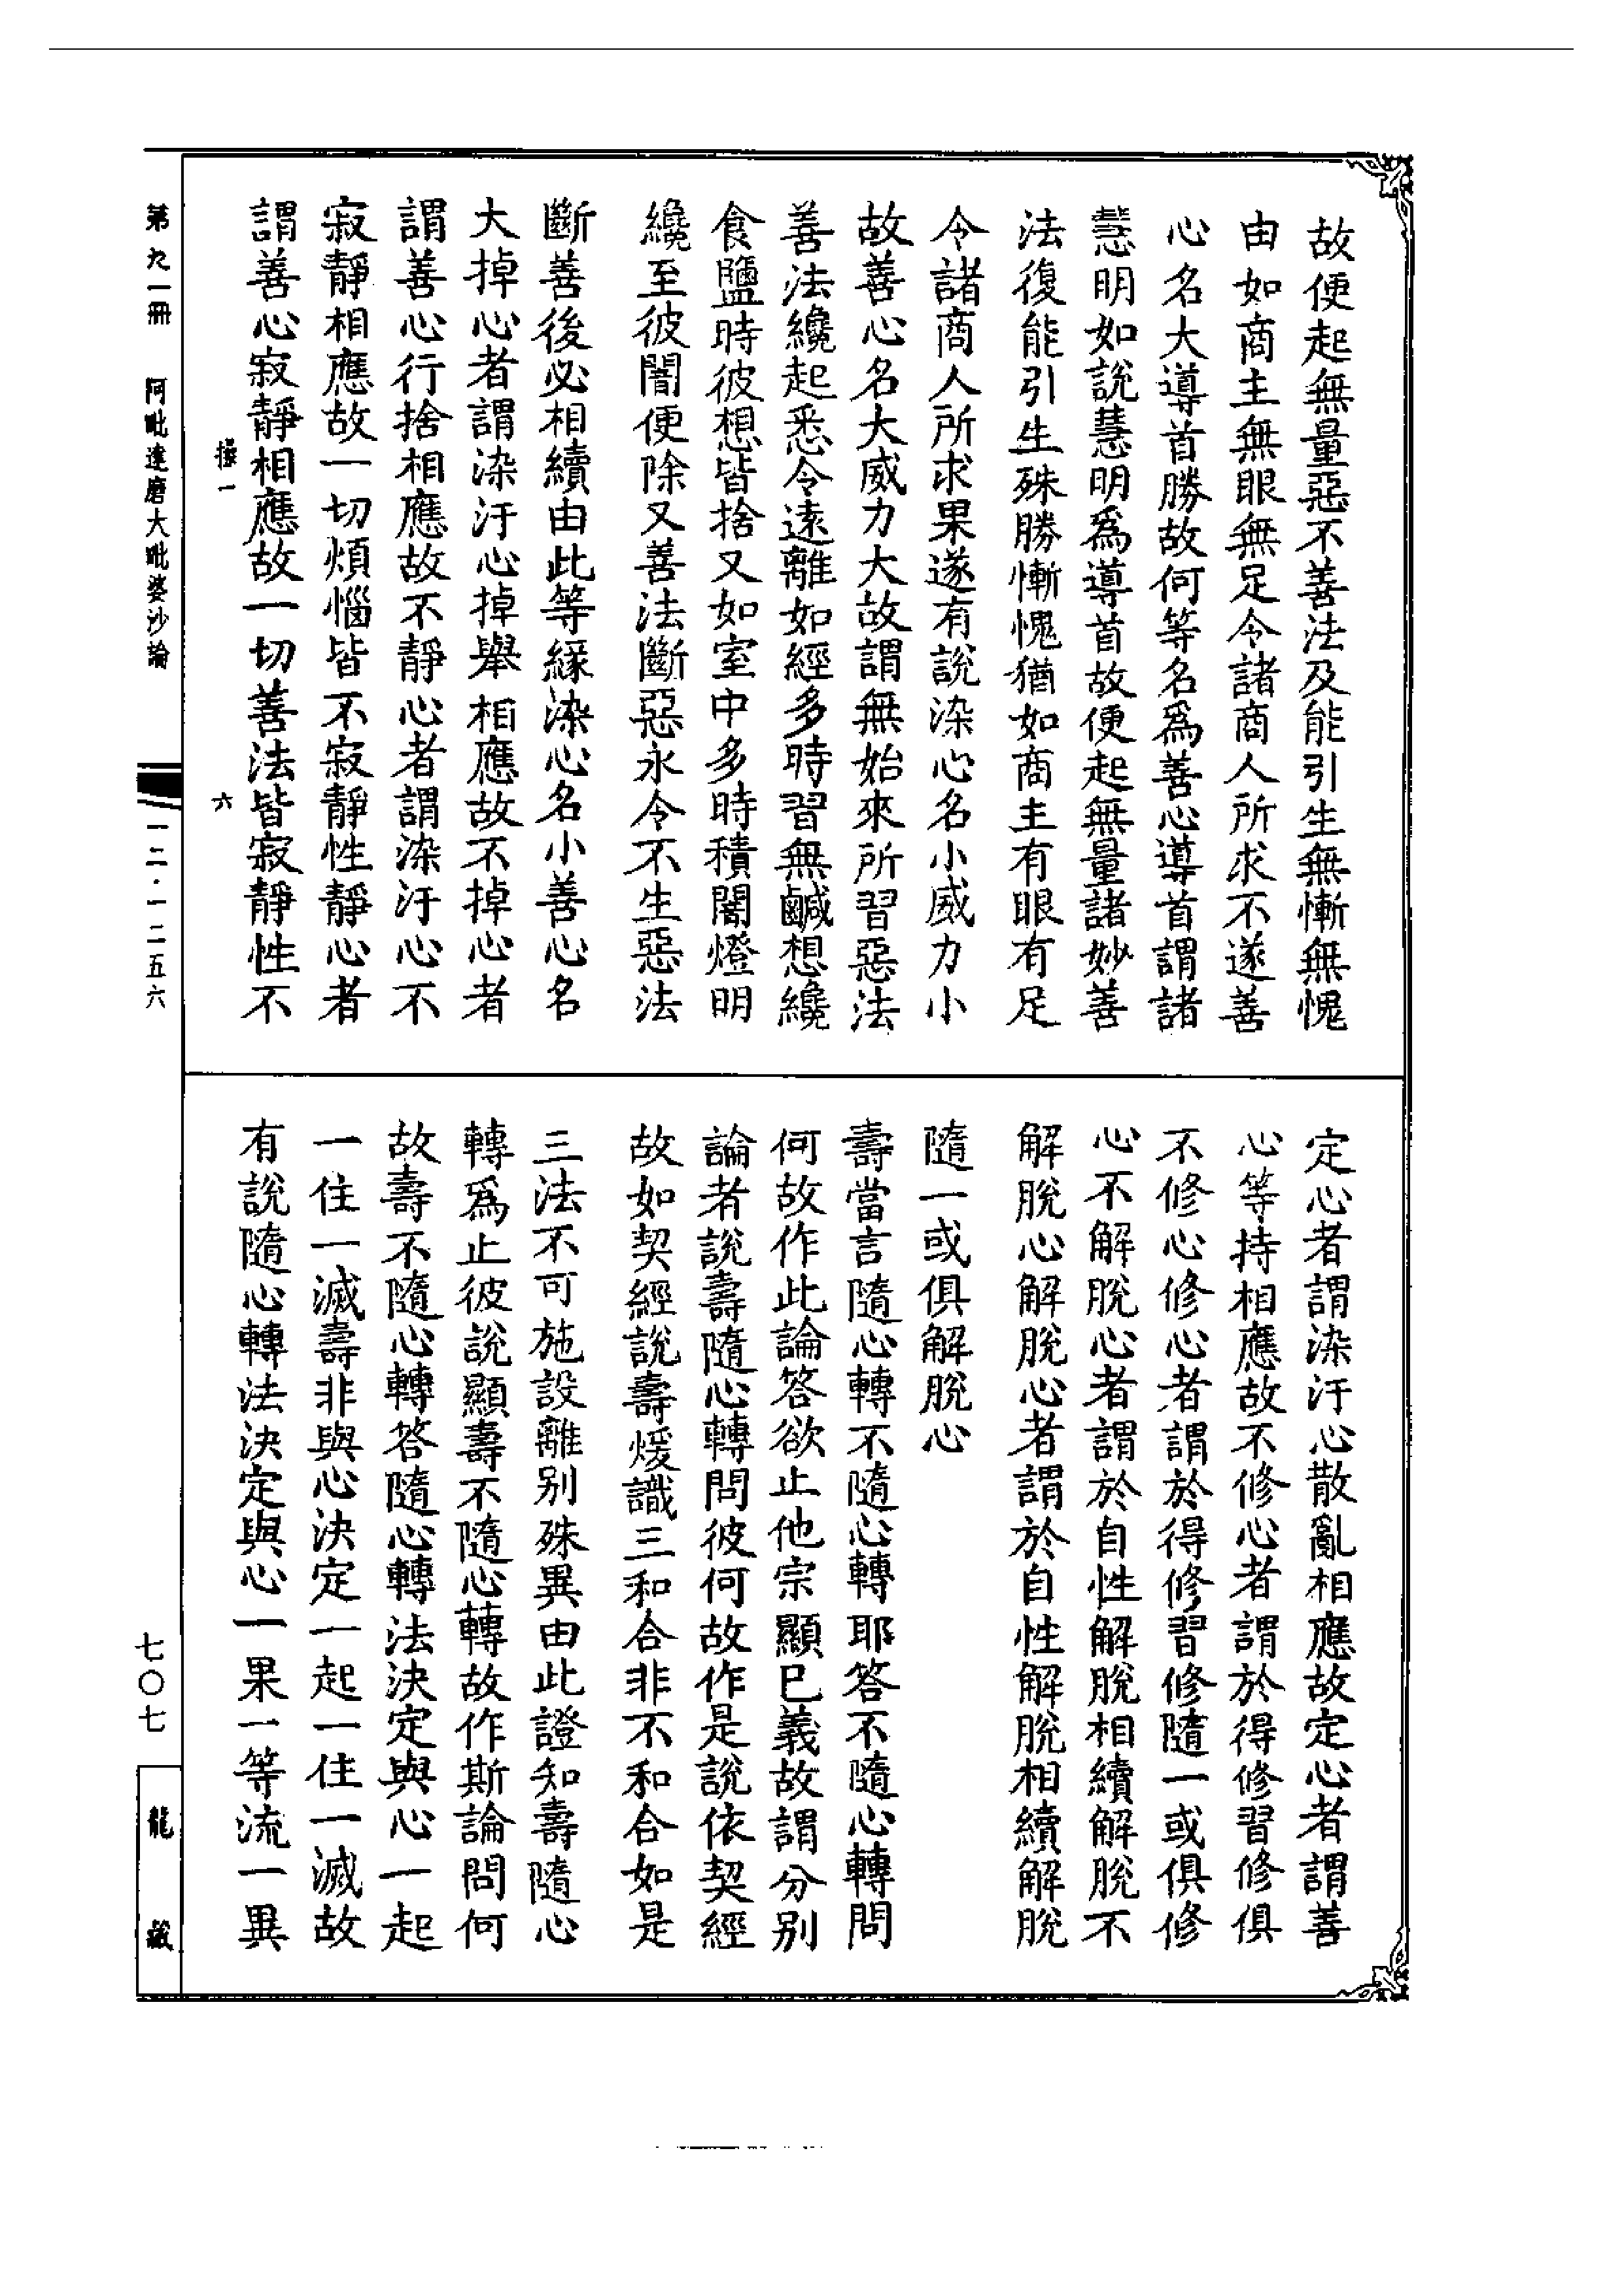 故便起無量惡不善法及能引生無慚無愧
由如商主無眼無足令諸商人所求不遂善
心名大導首勝故何等名爲善心導首謂諸
慧明如說慧明爲導首故便起無量諸妙善
法復能引生殊勝慚愧猶如商主有眼有足
令諸商人所求果遂有說染心名小威力小
故善心名大威力大故謂無始來所習惡法
善法纔起悉令遠離如經多時習無鹹想纔
食鹽時彼想皆捨又如室中多時積闇燈明
纔至彼闇便除又善法斷惡永令不生惡法
斷善後必相續由此等緣染心名小善心名
大掉心者謂染汙心掉舉相應故不掉心者
謂善心行捨相應故不靜心者謂染汙心不
寂靜相應故一切煩惱皆不寂靜性靜心者
謂善心寂靜相應故一切善法皆寂靜性不
定心者謂染汙心散亂相應故定心者謂善
心等持相應故不修心者謂於得修習修俱
不修心修心者謂於得修習修隨一或俱修
心不解脫心者謂於自性解脫相續解脫不
解脫心解脫心者謂於自性解脫相續解脫
隨一或俱解脫心
壽當言隨心轉不隨心轉耶答不隨心轉問
何故作此論答欲止他宗顯已義故謂分別
論者說壽隨心轉問彼何故作是說依契經
故如契經說壽煖識三和合非不和合如是
三法不可施設離別殊異由此證知壽隨心
轉爲止彼說顯壽不隨心轉故作斯論問何
故壽不隨心轉答隨心轉法決定與心一起
一住一滅壽非與心決定一起一住一滅故
有說隨心轉法決定與心一果一等流一異
六
第九一冊 阿毗達磨大毗婆沙論
一二·一二五六
七〇七
龍藏